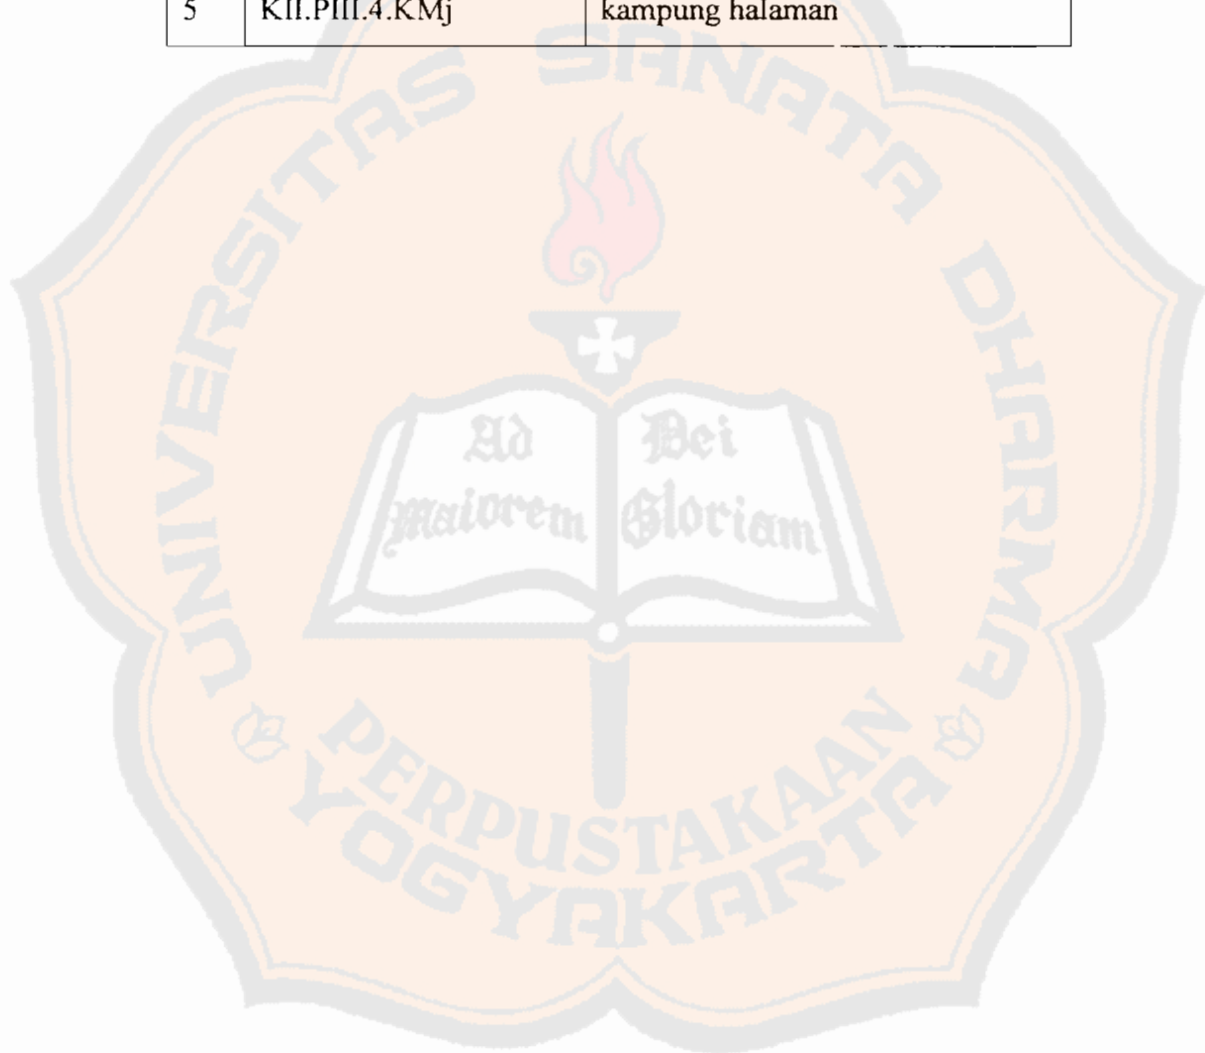 5 KII.PIII.4.KMj kampung halaman
UNIVERSITAS SANATA DHARMA
Ad Dei
Maiorem Gloriam
PERPUSTAKAAN
YOGYAKARTA